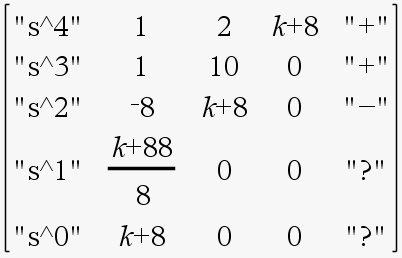 "s^4" 1 2 k+8 "+"
"s^3" 1 10 0 "+"
"s^2" -8 k+8 0 "−"
"s^1" k+88/8 0 0 "?"
"s^0" k+8 0 0 "?"